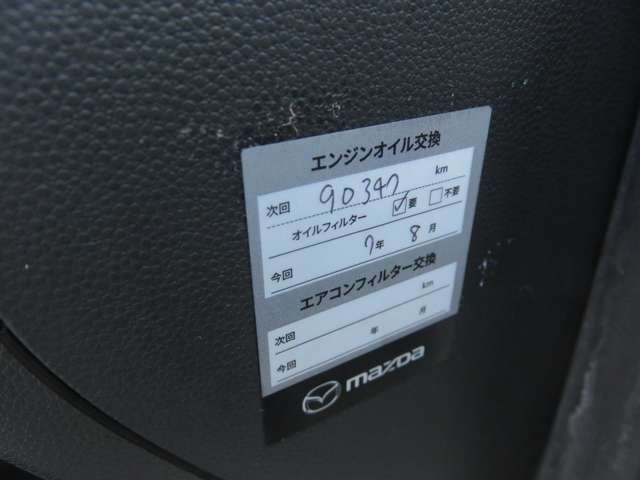 エンジンオイル交換
次回 90347 km
オイルフィルター ☑要 □不要
今回 7年 8月
エアコンフィルター交換
次回 km
今回 年 月
mazda